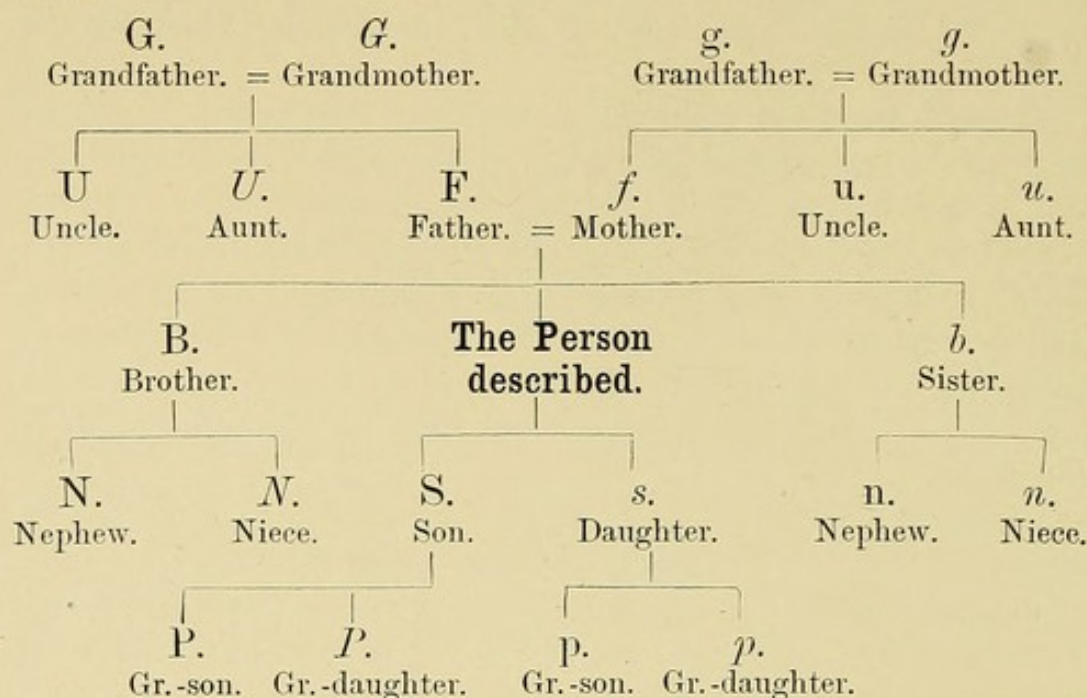 G. G. g. g.
Grandfather. = Grandmother. Grandfather. = Grandmother.
U U. F. f. u. u.
Uncle. Aunt. Father. = Mother. Uncle. Aunt.
B. The Person described. b.
Brother. Sister.
N. N. S. s. n. n.
Nephew. Niece. Son. Daughter. Nephew. Niece.
P. P. p. p.
Gr.-son. Gr.-daughter. Gr.-son. Gr.-daughter.